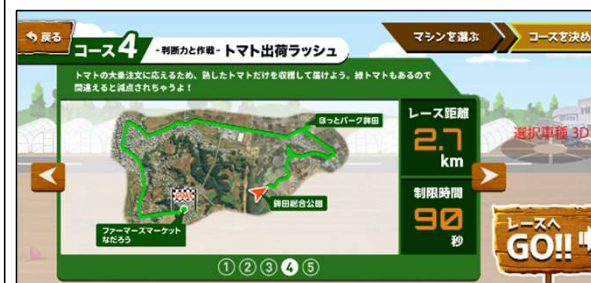 戻る
コース4 -判断力と作戦- トマト出荷ラッシュ
マシンを選ぶ
コースを決め
トマトの大量注文に応えるため、熟したトマトだけを収穫して届けよう。緑トマトもあるので
間違えると減点されちゃうよ!
ほっとパーク鉾田
鉾田総合公園
ファーマーズマーケット
なだろう
レース距離
2.7
km
制限時間
90
秒
選択車種 3D
レースへ
GO!!
1 2 3 4 5